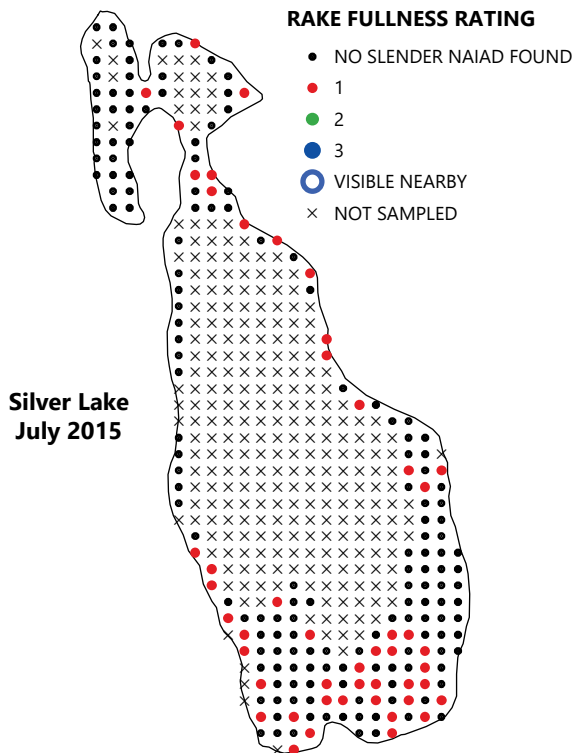 RAKE FULLNESS RATING
NO SLENDER NAIAD FOUND
1
2
3
VISIBLE NEARBY
NOT SAMPLED
Silver Lake
July 2015